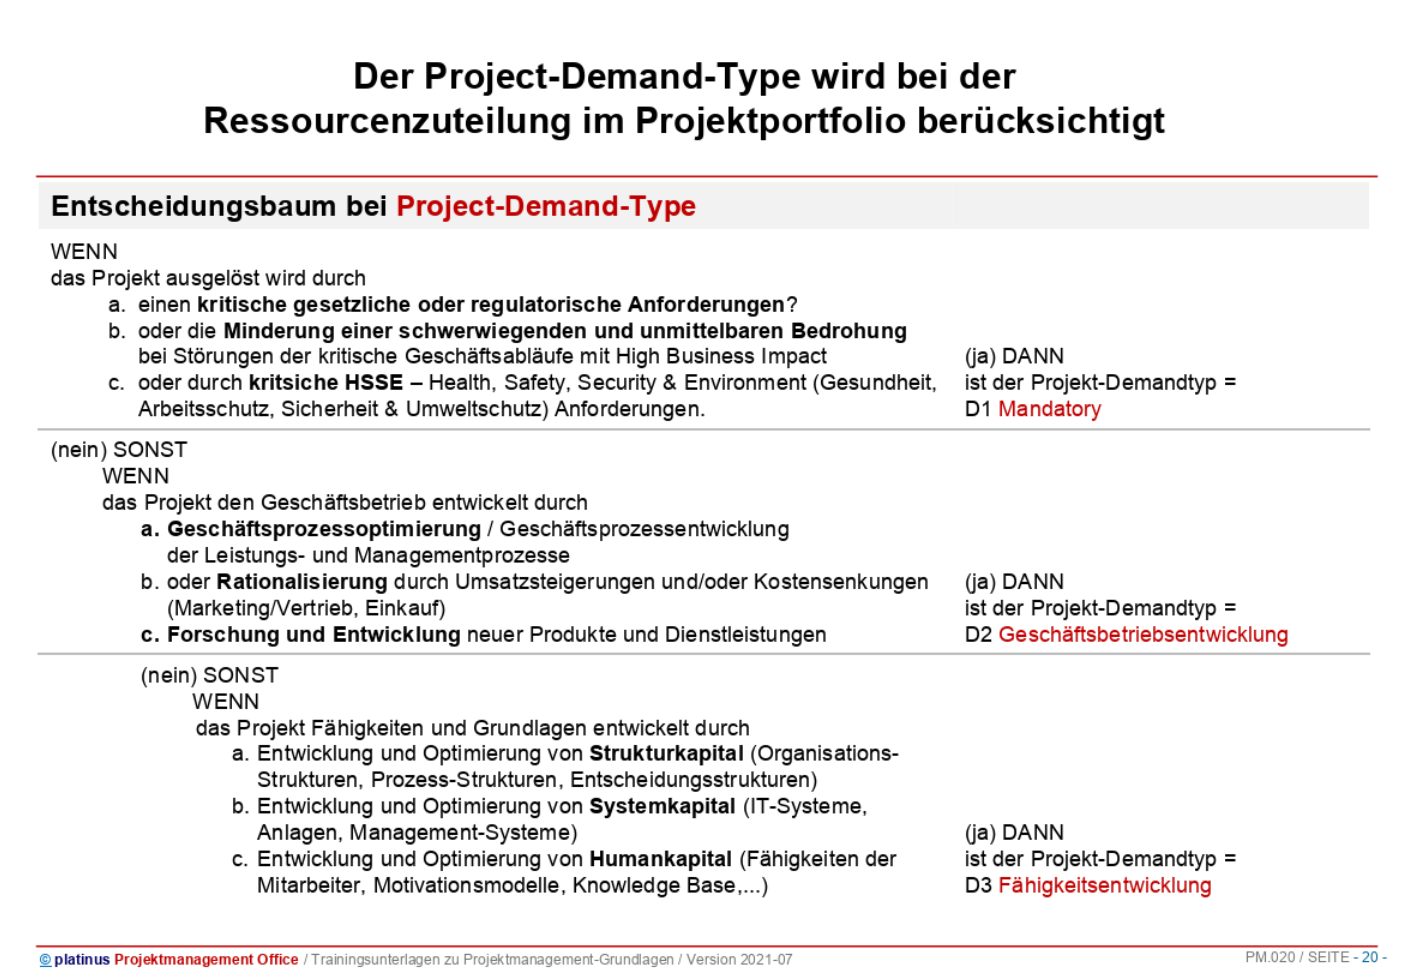 Der Project-Demand-Type wird bei der
Ressourcenzuteilung im Projektportfolio berücksichtigt
Entscheidungsbaum bei Project-Demand-Type
WENN
das Projekt ausgelöst wird durch
a. einen kritische gesetzliche oder regulatorische Anforderungen?
b. oder die Minderung einer schwerwiegenden und unmittelbaren Bedrohung
bei Störungen der kritische Geschäftsabläufe mit High Business Impact
(ja) DANN
c. oder durch kritsiche HSSE – Health, Safety, Security & Environment (Gesundheit,
ist der Projekt-Demandtyp =
Arbeitsschutz, Sicherheit & Umweltschutz) Anforderungen.
D1 Mandatory
(nein) SONST
WENN
das Projekt den Geschäftsbetrieb entwickelt durch
a. Geschäftsprozessoptimierung / Geschäftsprozessentwicklung
der Leistungs- und Managementprozesse
b. oder Rationalisierung durch Umsatzsteigerungen und/oder Kostensenkungen
(ja) DANN
(Marketing/Vertrieb, Einkauf)
ist der Projekt-Demandtyp =
c. Forschung und Entwicklung neuer Produkte und Dienstleistungen
D2 Geschäftsbetriebsentwicklung
(nein) SONST
WENN
das Projekt Fähigkeiten und Grundlagen entwickelt durch
a. Entwicklung und Optimierung von Strukturkapital (Organisations-
Strukturen, Prozess-Strukturen, Entscheidungsstrukturen)
b. Entwicklung und Optimierung von Systemkapital (IT-Systeme,
Anlagen, Management-Systeme)
(ja) DANN
c. Entwicklung und Optimierung von Humankapital (Fähigkeiten der
ist der Projekt-Demandtyp =
Mitarbeiter, Motivationsmodelle, Knowledge Base,...)
D3 Fähigkeitsentwicklung
© platinus Projektmanagement Office / Trainingsunterlagen zu Projektmanagement-Grundlagen / Version 2021-07
PM.020 / SEITE - 20 -